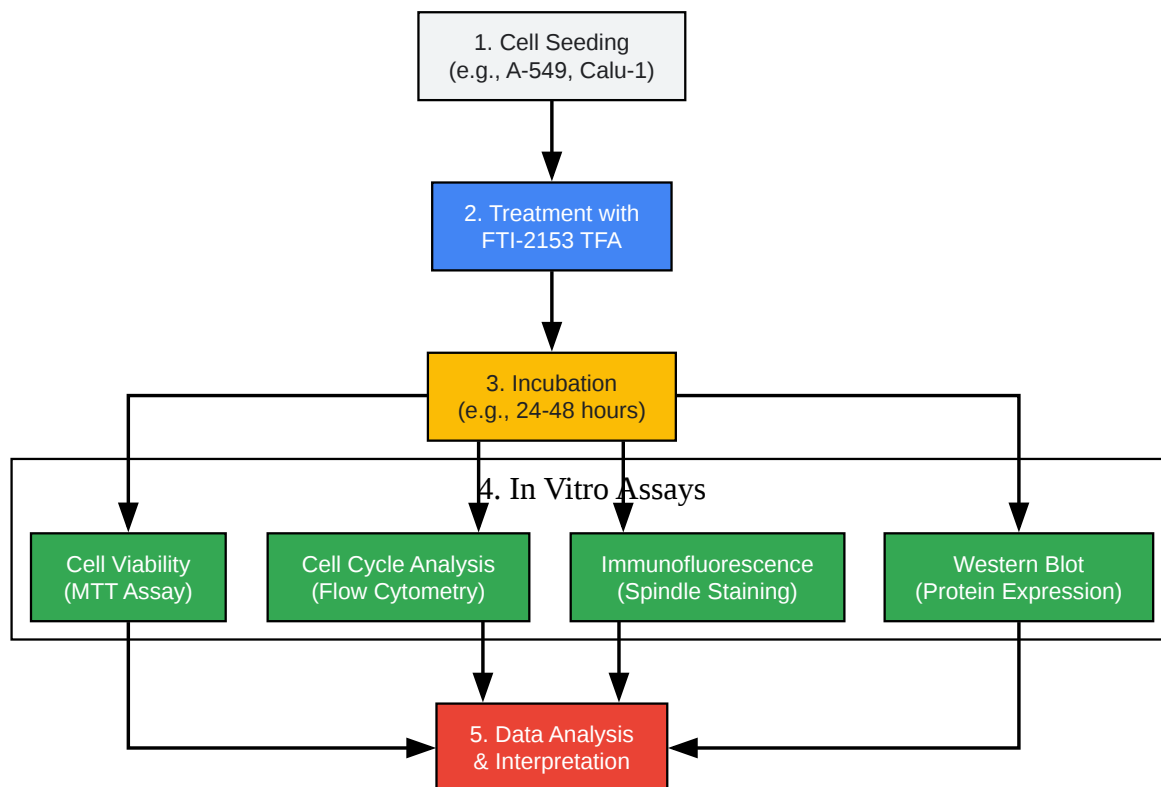 1. Cell Seeding
(e.g., A-549, Calu-1)
2. Treatment with
FTI-2153 TFA
3. Incubation
(e.g., 24-48 hours)
4. In Vitro Assays
Cell Viability
(MTT Assay)
Cell Cycle Analysis
(Flow Cytometry)
Immunofluorescence
(Spindle Staining)
Western Blot
(Protein Expression)
5. Data Analysis
& Interpretation